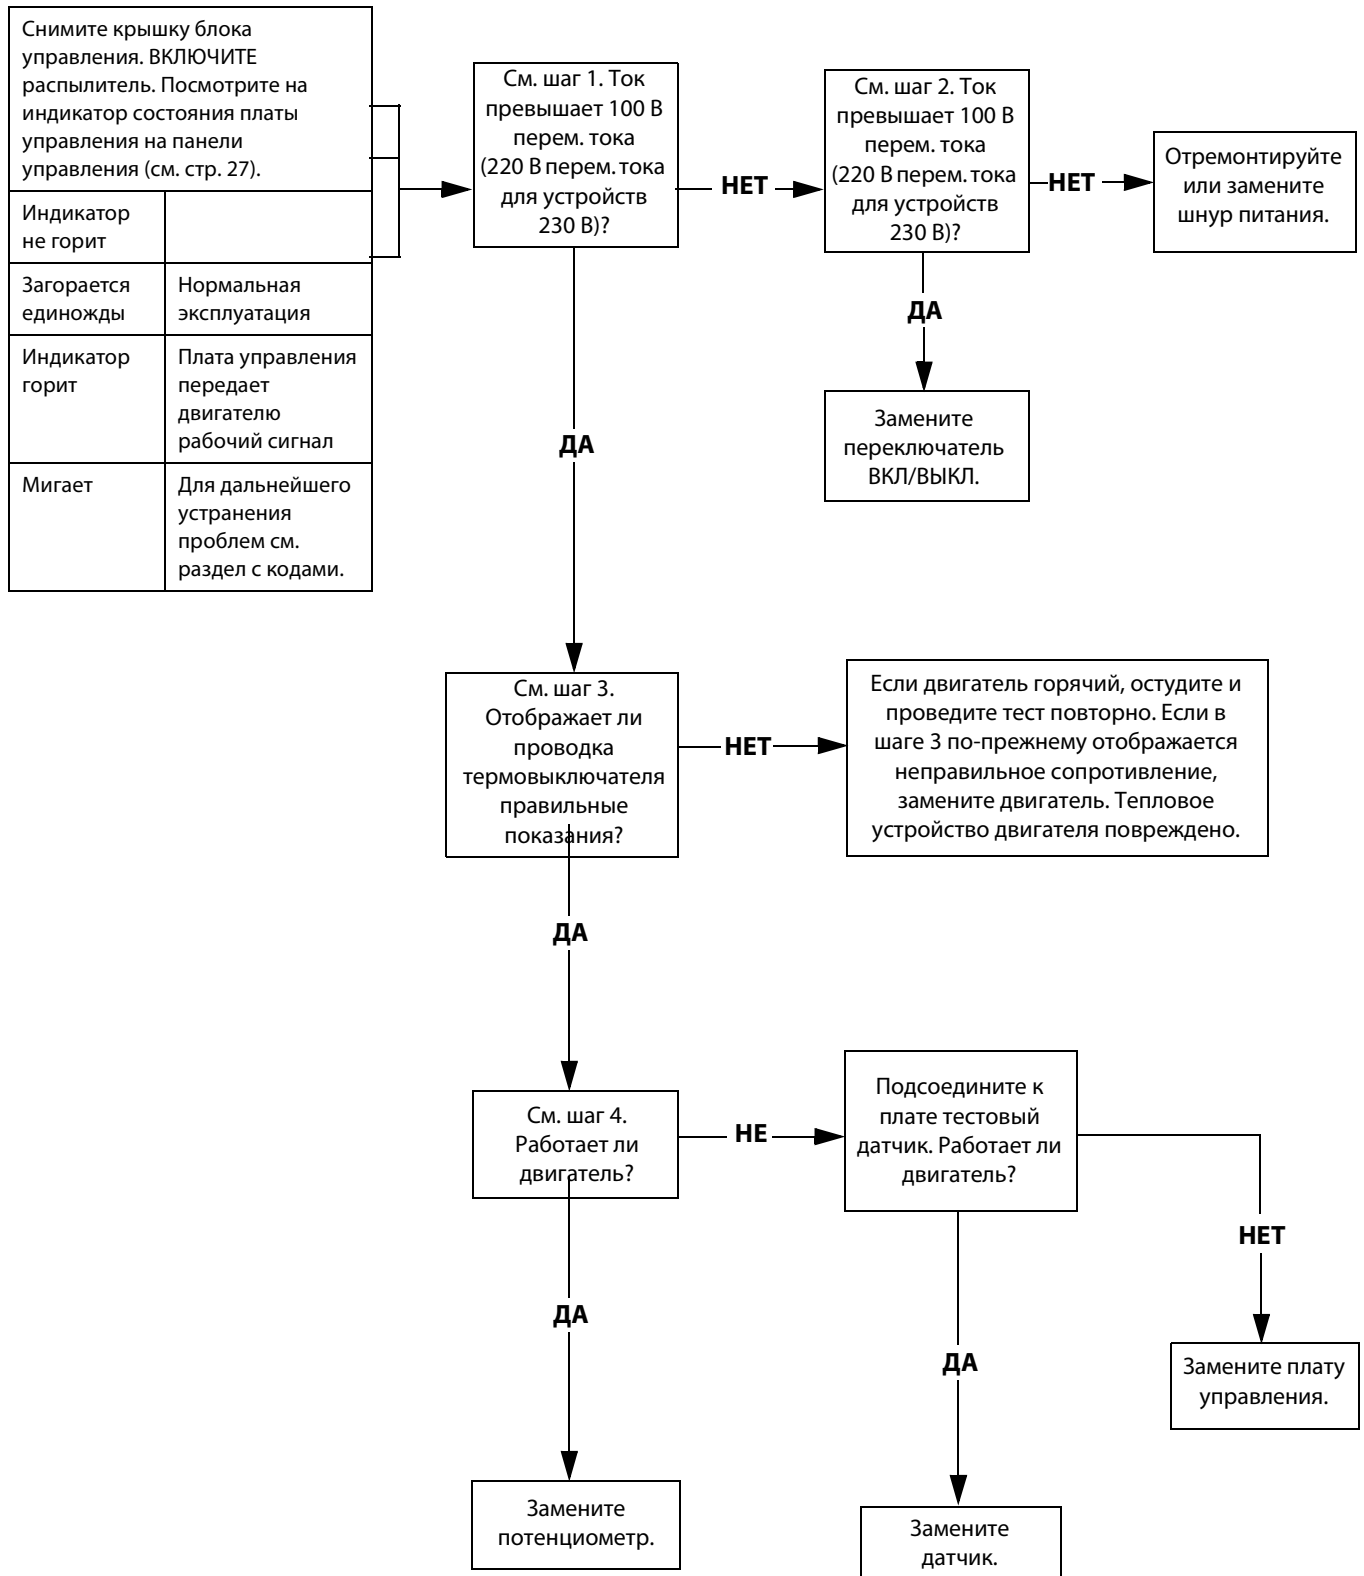 Снимите крышку блока
управления. ВКЛЮЧИТЕ
распылитель. Посмотрите на
индикатор состояния платы
управления на панели
управления (см. стр. 27).
Индикатор
не горит
Загорается
единожды
Нормальная
эксплуатация
Индикатор
горит
Плата управления
передает
двигателю
рабочий сигнал
Мигает
Для дальнейшего
устранения
проблем см.
раздел с кодами.
См. шаг 1. Ток
превышает 100 В
перем. тока
(220 В перем. тока
для устройств
230 В)?
НЕТ
См. шаг 2. Ток
превышает 100 В
перем. тока
(220 В перем. тока
для устройств
230 В)?
НЕТ
Отремонтируйте
или замените
шнур питания.
ДА
Замените
переключатель
ВКЛ/ВЫКЛ.
ДА
См. шаг 3.
Отображает ли
проводка
термовыключателя
правильные
показания?
НЕТ
Если двигатель горячий, остудите и
проведите тест повторно. Если в
шаге 3 по-прежнему отображается
неправильное сопротивление,
замените двигатель. Тепловое
устройство двигателя повреждено.
ДА
См. шаг 4.
Работает ли
двигатель?
НЕ
Подсоедините к
плате тестовый
датчик. Работает ли
двигатель?
НЕТ
Замените плату
управления.
ДА
Замените
потенциометр.
ДА
Замените
датчик.